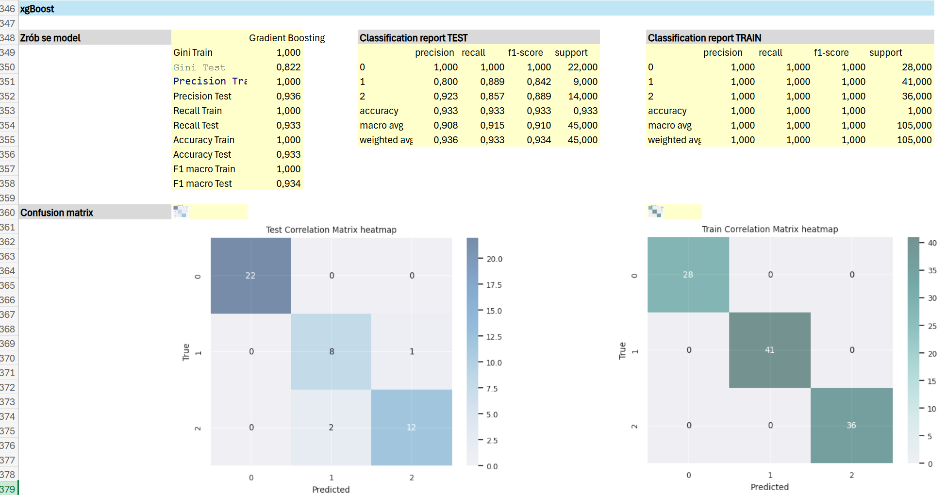 346 xgBoost
347
348 Zrób se model Gradient Boosting Classification report TEST Classification report TRAIN
349 Gini Train 1,000 precision recall f1-score support precision recall f1-score support
350 Gini Test 0,822 0 1,000 1,000 1,000 22,000 0 1,000 1,000 1,000 28,000
351 Precision Tra 1,000 1 0,800 0,889 0,842 9,000 1 1,000 1,000 1,000 41,000
352 Precision Test 0,936 2 0,923 0,857 0,889 14,000 2 1,000 1,000 1,000 36,000
353 Recall Train 1,000 accuracy 0,933 0,933 0,933 0,933 accuracy 1,000 1,000 1,000 1,000
354 Recall Test 0,933 macro avg 0,908 0,915 0,910 45,000 macro avg 1,000 1,000 1,000 105,000
355 Accuracy Train 1,000 weighted avg 0,936 0,933 0,934 45,000 weighted avg 1,000 1,000 1,000 105,000
356 Accuracy Test 0,933
357 F1 macro Train 1,000
358 F1 macro Test 0,934
359
360 Confusion matrix
361 Test Correlation Matrix heatmap Train Correlation Matrix heatmap
362 40
363 20.0
364 0 22 0 0 0 28 0 0 35
365 17.5
366 30
367 15.0
368 25
369 True 1 0 8 1 12.5 True 1 0 41 0
370 20
371 10.0
372 15
373 7.5
374 2 0 2 12 5.0 2 0 0 36 10
375
376 2.5 5
377 0.0 0
378 0 1 2 0 1 2
379 Predicted Predicted